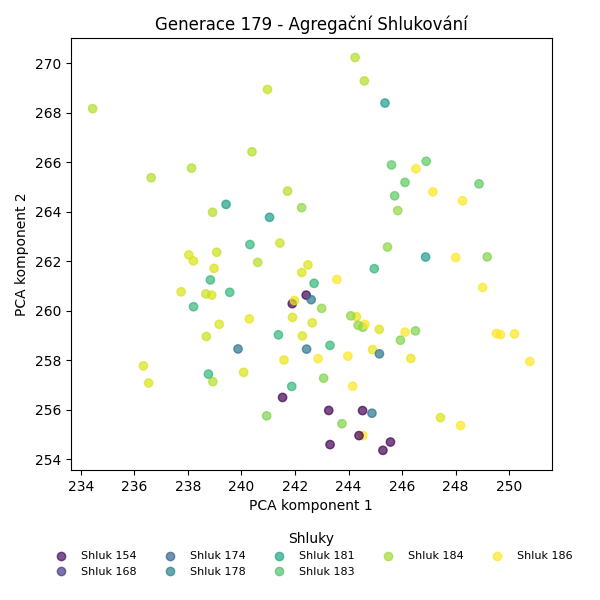 Generace 179 - Agregační Shlukování
PCA komponent 2
270
268
266
264
262
260
258
256
254
234 236 238 240 242 244 246 248 250
PCA komponent 1
Shluky
Shluk 154 Shluk 174 Shluk 181 Shluk 184 Shluk 186
Shluk 168 Shluk 178 Shluk 183